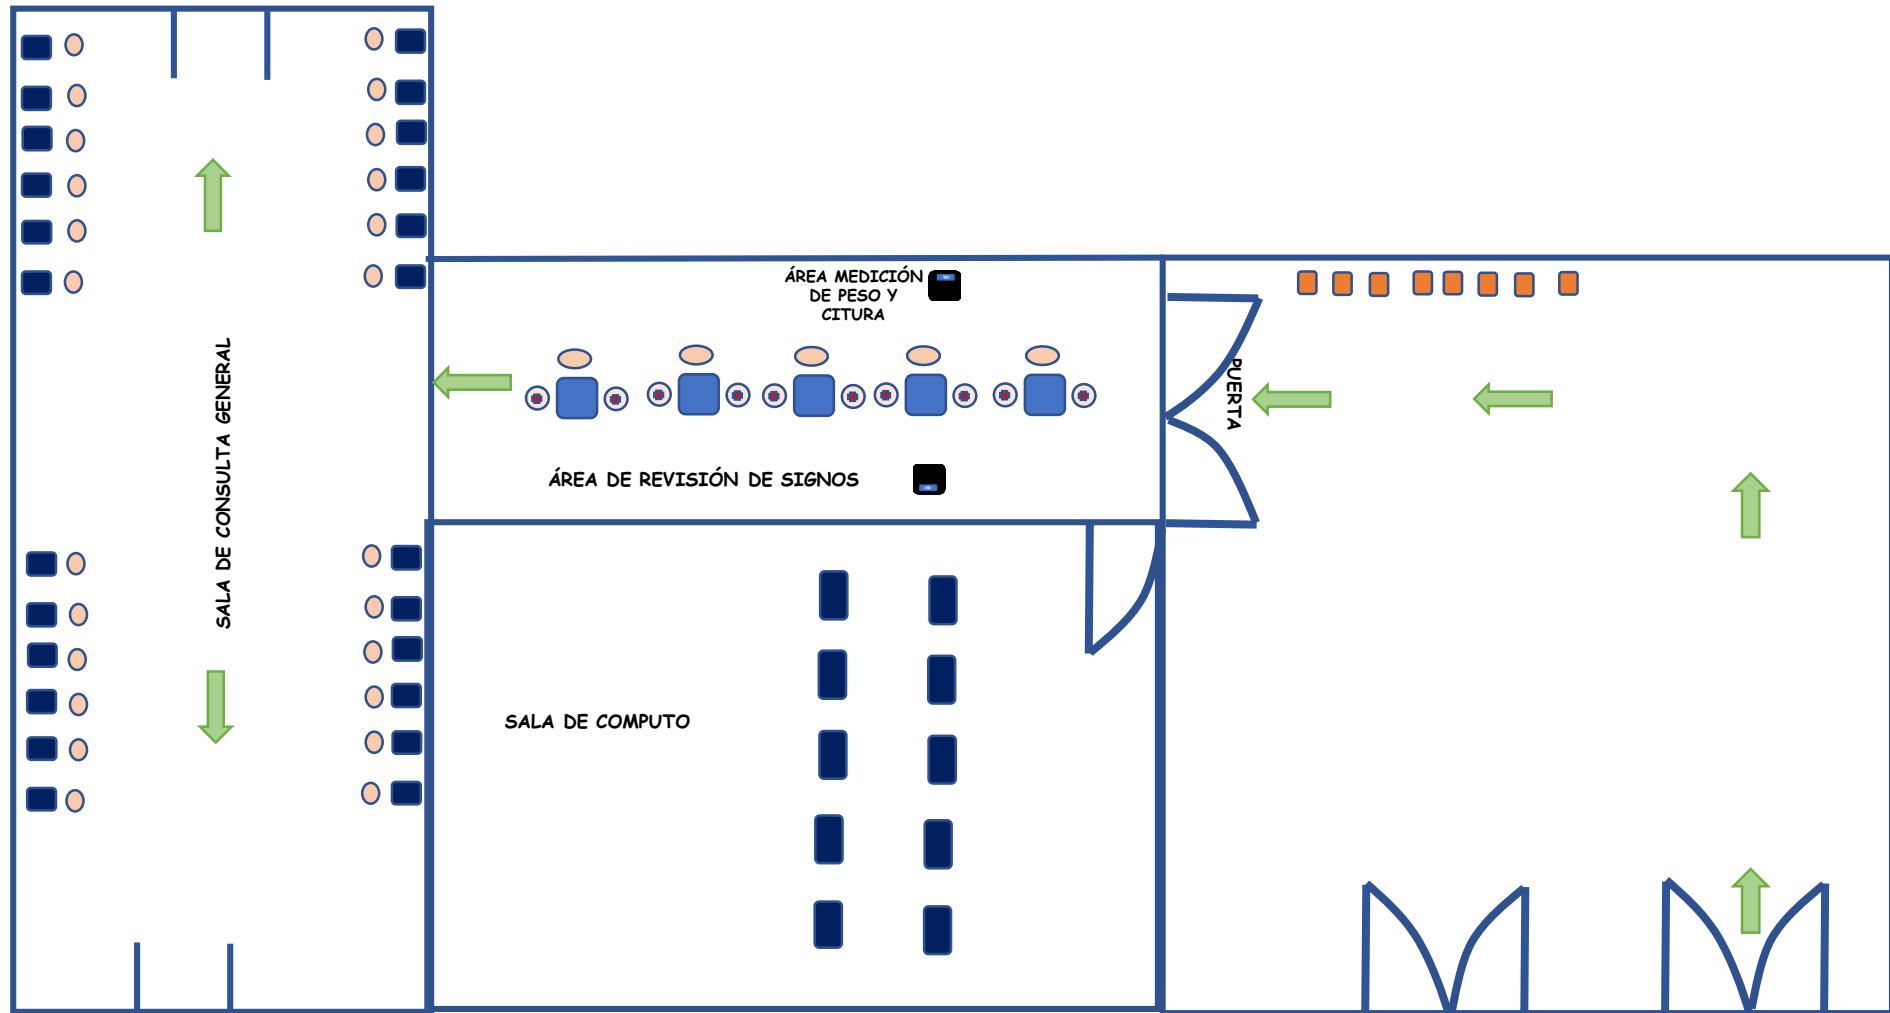 ÁREA MEDICIÓN
DE PESO Y
CITURA
PUERTA
SALA DE CONSULTA GENERAL
ÁREA DE REVISIÓN DE SIGNOS
SALA DE COMPUTO